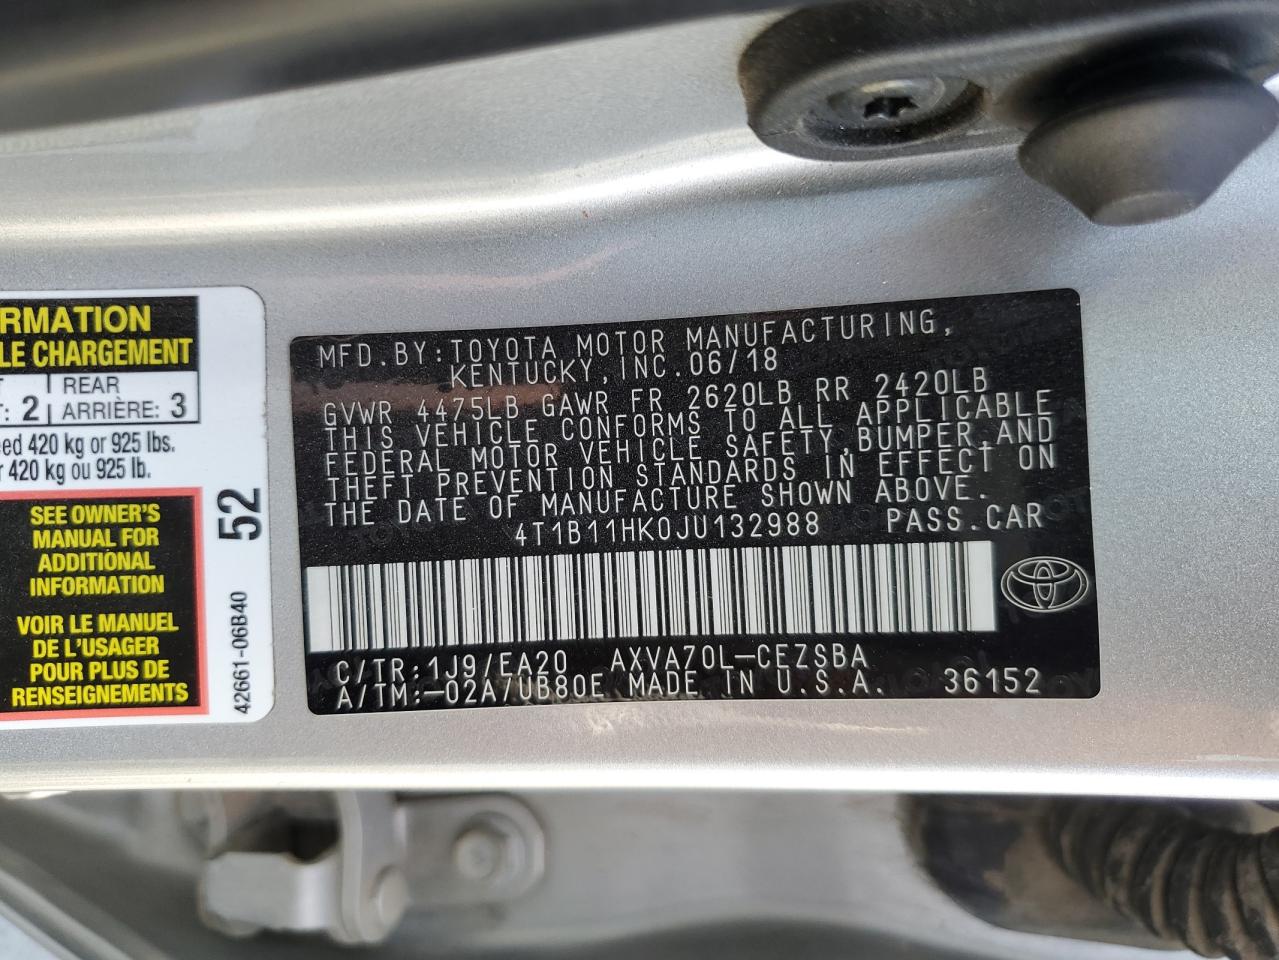 RMATION
LE CHARGEMENT
: 2
REAR
ARRIÈRE: 3
eed 420 kg or 925 lbs.
r 420 kg ou 925 lb.
SEE OWNER'S
MANUAL FOR
ADDITIONAL
INFORMATION
VOIR LE MANUEL
DE L'USAGER
POUR PLUS DE
RENSEIGNEMENTS
52
42661-06B40
MFD.BY:TOYOTA MOTOR MANUFACTURING,
KENTUCKY,INC.06/18
GVWR 4475LB GAWR FR 2620LB RR 2420LB
THIS VEHICLE CONFORMS TO ALL APPLICABLE
FEDERAL MOTOR VEHICLE SAFETY,BUMPER,AND
THEFT PREVENTION STANDARDS IN EFFECT ON
THE DATE OF MANUFACTURE SHOWN ABOVE.
4T1B11HK0JU132988 PASS.CAR
C/TR:1J9/EA20 AXVA70L-CEZSBA
A/TM:-02A/UB80E MADE IN U.S.A. 36152